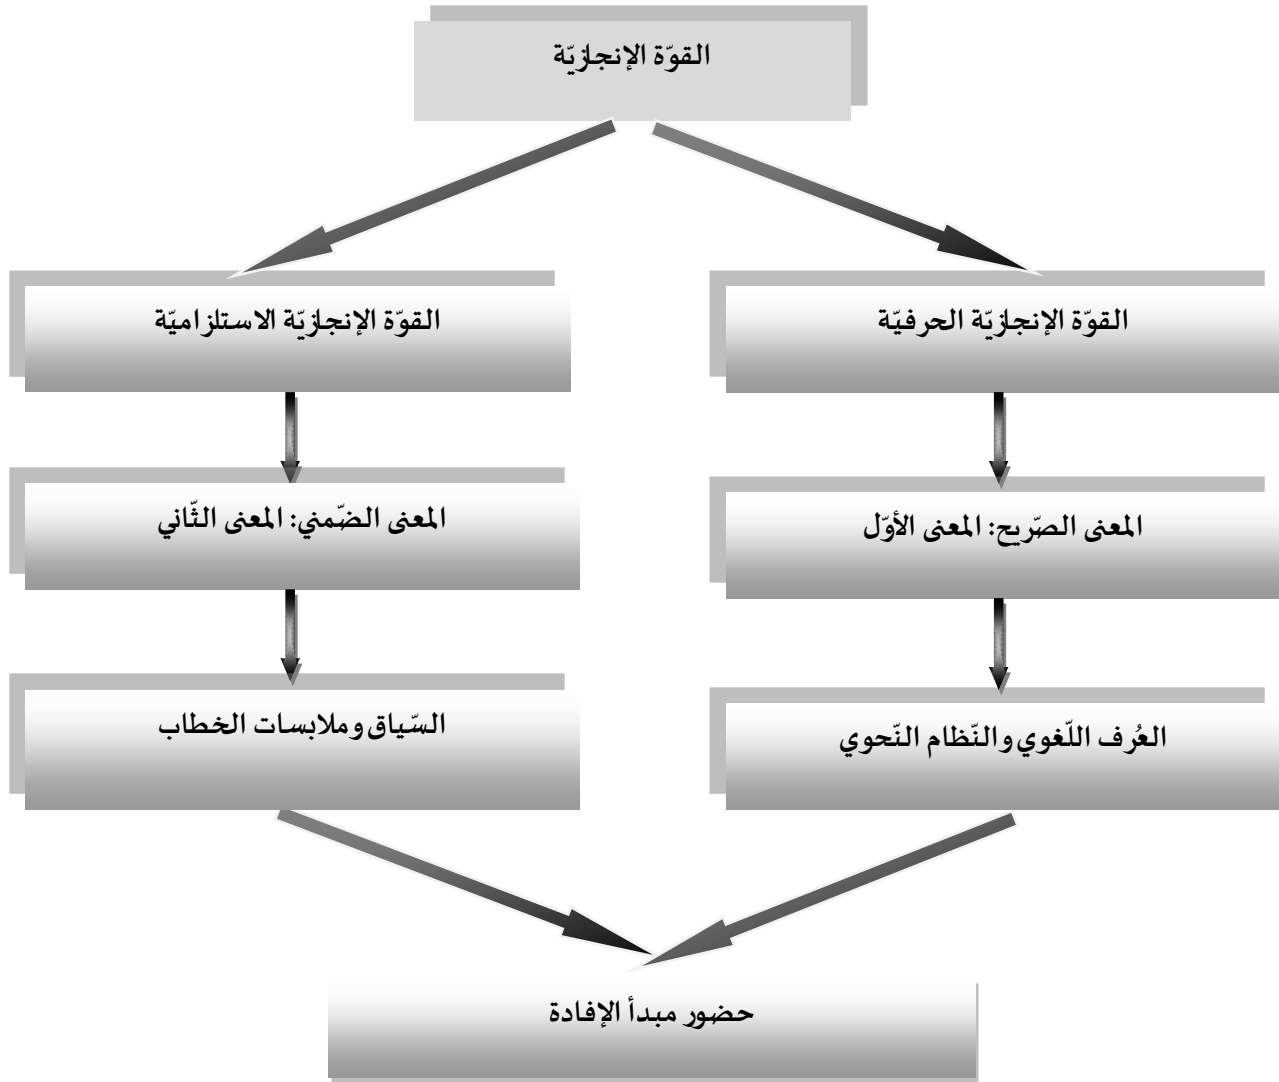 القوّة الإنجازيّة
القوّة الإنجازيّة الحرفيّة
القوّة الإنجازيّة الاستلزاميّة
المعنى الصّريح: المعنى الأوّل
المعنى الضّمني: المعنى الثّاني
العُرف اللّغوي والنّظام النّحوي
السّياق وملابسات الخطاب
حضور مبدأ الإفادة